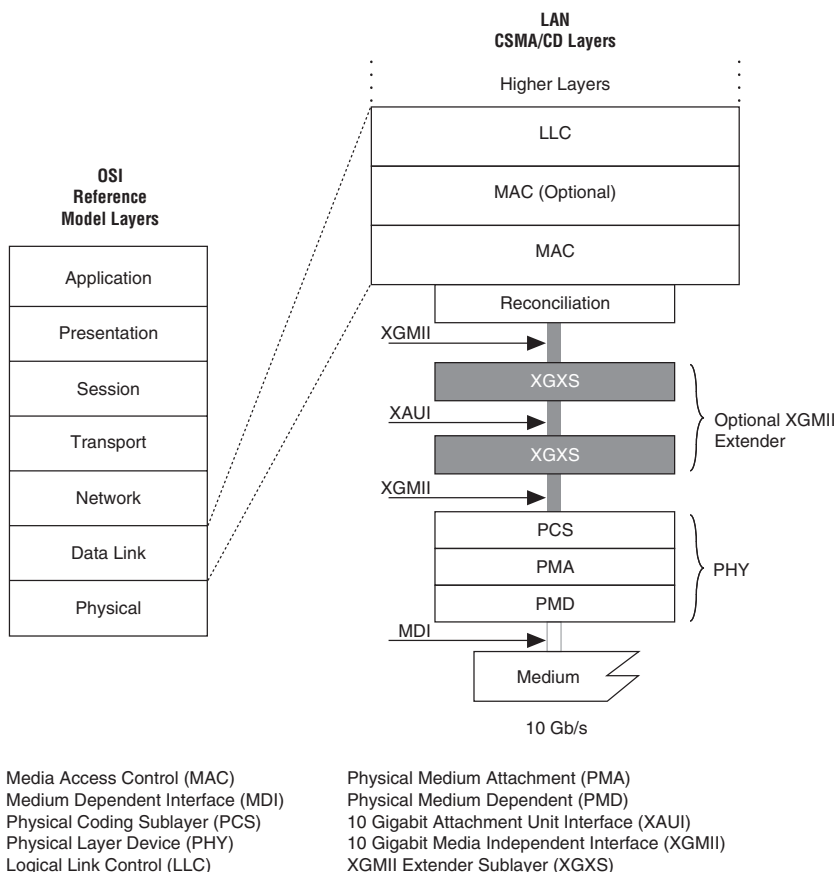 LAN
CSMA/CD Layers
Higher Layers
LLC
MAC (Optional)
MAC
OSI
Reference
Model Layers
Application
Presentation
Session
Transport
Network
Data Link
Physical
Reconciliation
XGMII
XGXS
XAUI
XGXS
Optional XGMII
Extender
XGMII
PCS
PMA
PMD
PHY
MDI
Medium
10 Gb/s
Media Access Control (MAC)
Medium Dependent Interface (MDI)
Physical Coding Sublayer (PCS)
Physical Layer Device (PHY)
Logical Link Control (LLC)
Physical Medium Attachment (PMA)
Physical Medium Dependent (PMD)
10 Gigabit Attachment Unit Interface (XAUI)
10 Gigabit Media Independent Interface (XGMII)
XGMII Extender Sublayer (XGXS)